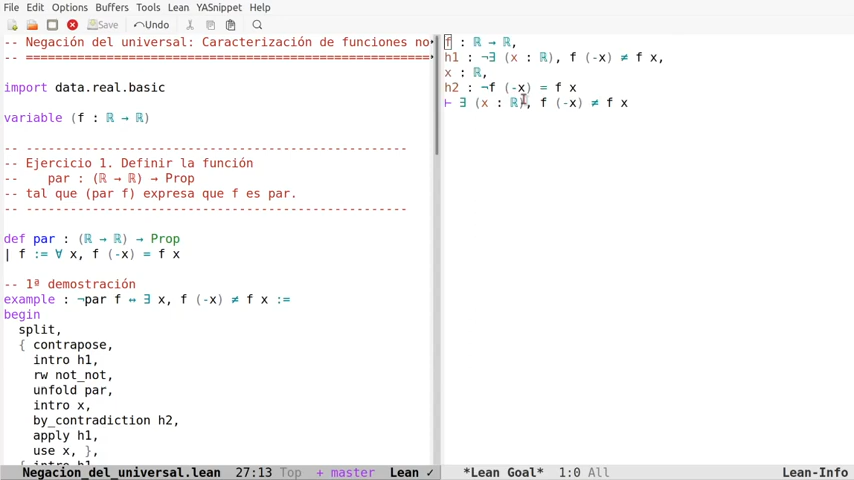 File Edit Options Buffers Tools Lean YASnippet Help
Save Undo
-- Negación del universal: Caracterización de funciones no
-- =====================================================
import data.real.basic
variable (f : ℝ → ℝ)
-- ---------------------------------------------------
-- Ejercicio 1. Definir la función
--    par : (ℝ → ℝ) → Prop
-- tal que (par f) expresa que f es par.
-- ---------------------------------------------------
def par : (ℝ → ℝ) → Prop
| f := ∀ x, f (-x) = f x
-- 1ª demostración
example : ¬par f ↔ ∃ x, f (-x) ≠ f x :=
begin
  split,
  { contrapose,
    intro h1,
    rw not_not,
    unfold par,
    intro x,
    by_contradiction h2,
    apply h1,
    use x, },
  { intro h1,
Negacion_del_universal.lean 27:13 Top + master Lean ✓
f : ℝ → ℝ,
h1 : ¬∃ (x : ℝ), f (-x) ≠ f x,
x : ℝ,
h2 : ¬f (-x) = f x
⊢ ∃ (x : ℝ), f (-x) ≠ f x
*Lean Goal* 1:0 All Lean-Info